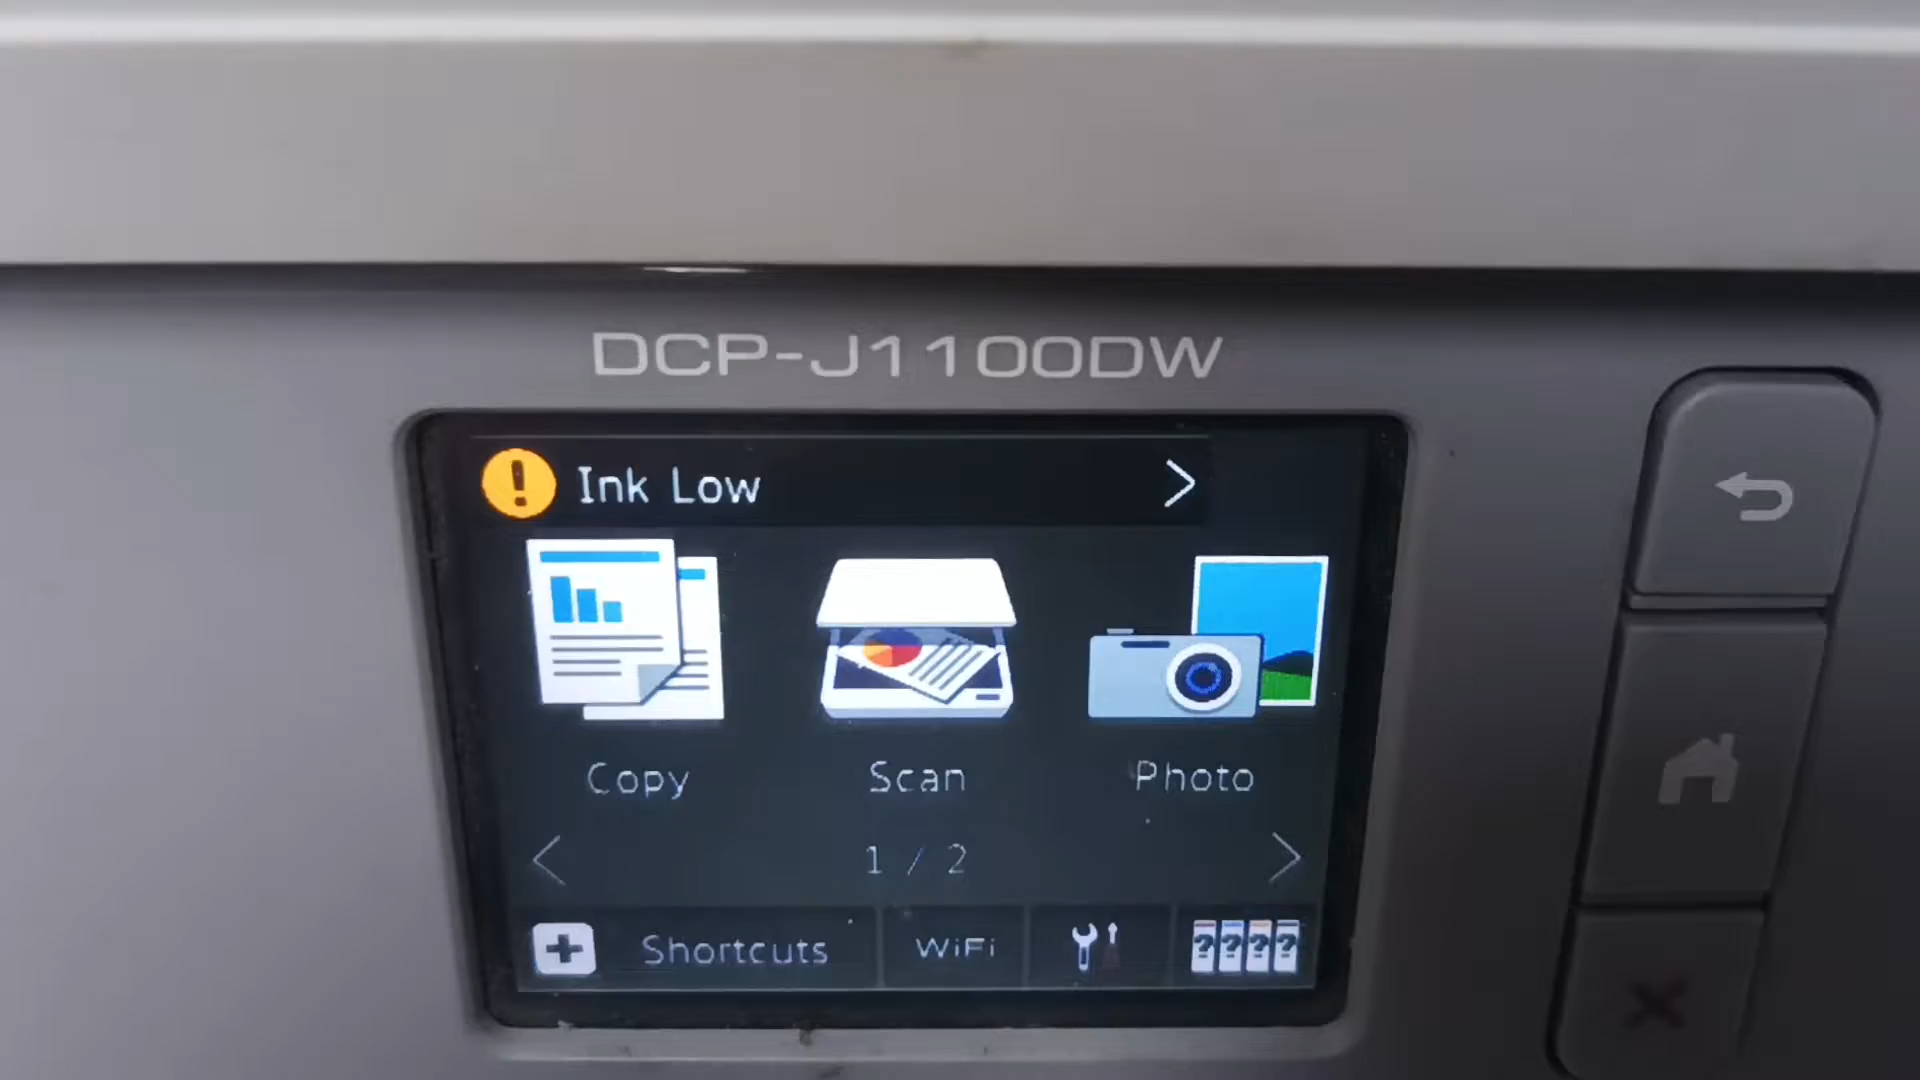 DCP-J1100DW
! Ink Low >
Copy Scan Photo
< 1 / 2 >
+ Shortcuts WiFi ? ? ? ?